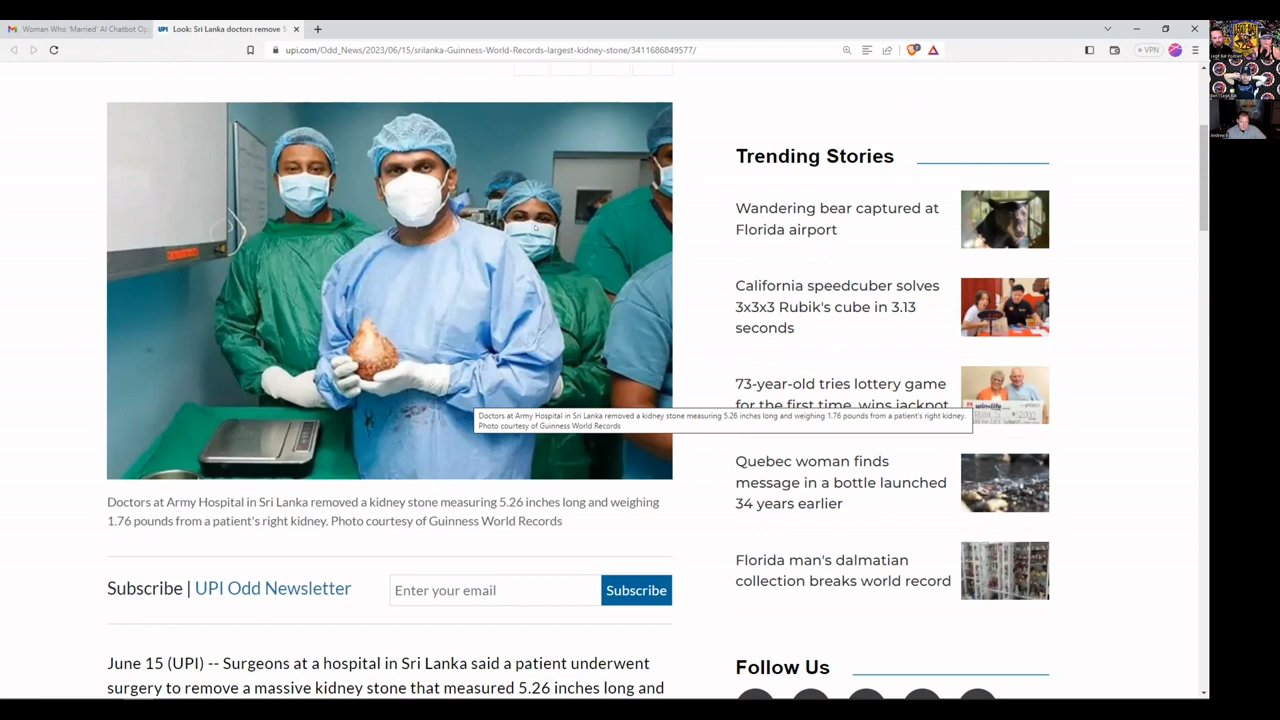 Woman Who 'Married' AI Chatbot
UPI Look: Sri Lanka doctors remove
upi.com/Odd_News/2023/06/15/srilanka-Guinness-World-Records-largest-kidney-stone/3411686849577/
VPN
Doctors at Army Hospital in Sri Lanka removed a kidney stone measuring 5.26 inches long and weighing 1.76 pounds from a patient's right kidney.
Photo courtesy of Guinness World Records
Doctors at Army Hospital in Sri Lanka removed a kidney stone measuring 5.26 inches long and weighing
1.76 pounds from a patient's right kidney. Photo courtesy of Guinness World Records
Subscribe | UPI Odd Newsletter
Enter your email
Subscribe
June 15 (UPI) -- Surgeons at a hospital in Sri Lanka said a patient underwent
surgery to remove a massive kidney stone that measured 5.26 inches long and
Trending Stories
Wandering bear captured at
Florida airport
California speedcuber solves
3x3x3 Rubik's cube in 3.13
seconds
73-year-old tries lottery game
for the first time, wins jackpot
Quebec woman finds
message in a bottle launched
34 years earlier
Florida man's dalmatian
collection breaks world record
Follow Us